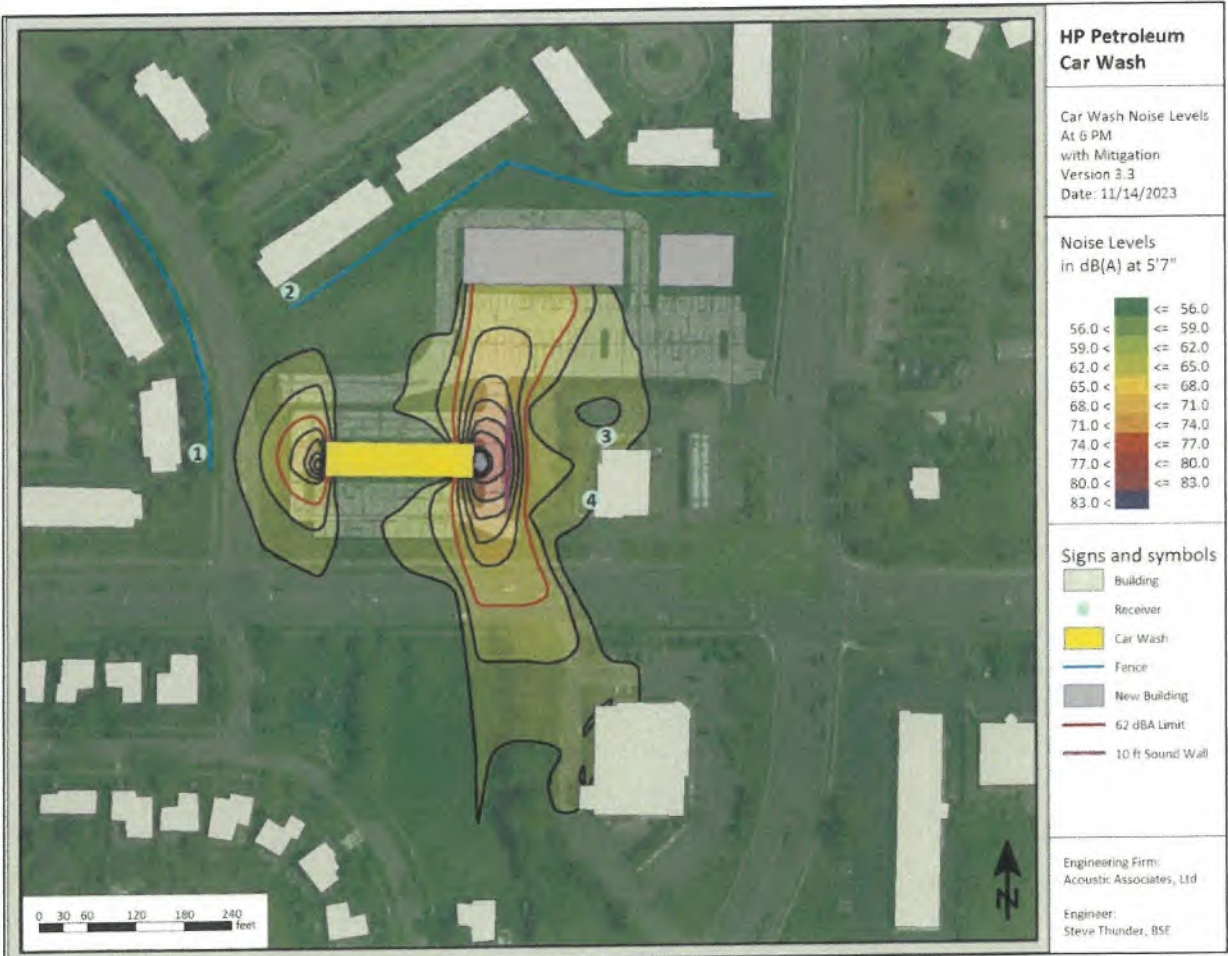 HP Petroleum
Car Wash
Car Wash Noise Levels
At 6 PM
with Mitigation
Version 3.3
Date: 11/14/2023
Noise Levels
in dB(A) at 5'7"
<= 56.0
56.0 < <= 59.0
59.0 < <= 62.0
62.0 < <= 65.0
65.0 < <= 68.0
68.0 < <= 71.0
71.0 < <= 74.0
74.0 < <= 77.0
77.0 < <= 80.0
80.0 < <= 83.0
83.0 <
Signs and symbols
Building
Receiver
Car Wash
Fence
New Building
62 dBA Limit
10 ft Sound Wall
Engineering Firm:
Acoustic Associates, Ltd
Engineer:
Steve Thunder, BSE
N
2
1
3
4
0 30 60 120 180 240
feet